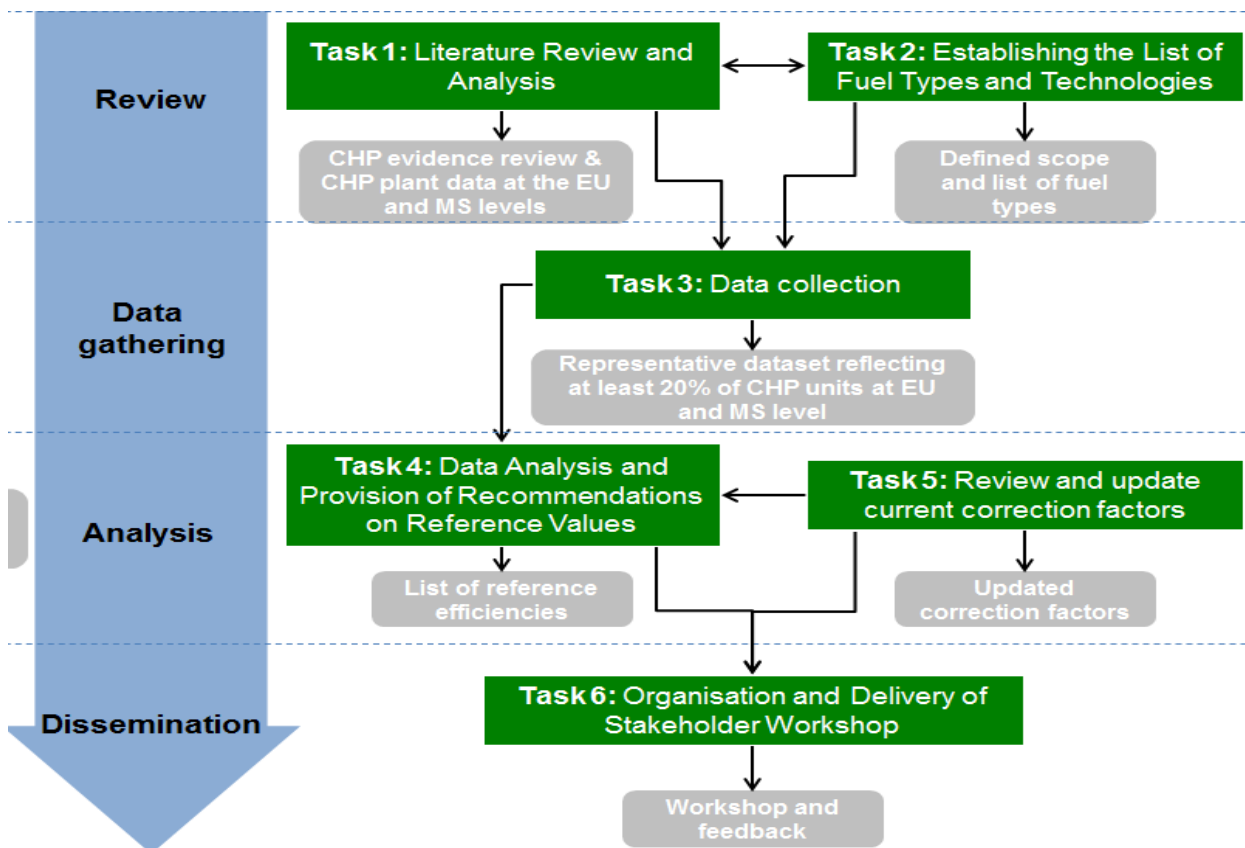 Review
Task 1: Literature Review and
Analysis
Task 2: Establishing the List of
Fuel Types and Technologies
CHP evidence review &
CHP plant data at the EU
and MS levels
Defined scope
and list of fuel
types
Data
gathering
Task 3: Data collection
Representative dataset reflecting
at least 20% of CHP units at EU
and MS level
Analysis
Task 4: Data Analysis and
Provision of Recommendations
on Reference Values
Task 5: Review and update
current correction factors
List of reference
efficiencies
Updated
correction factors
Dissemination
Task 6: Organisation and Delivery of
Stakeholder Workshop
Workshop and
feedback